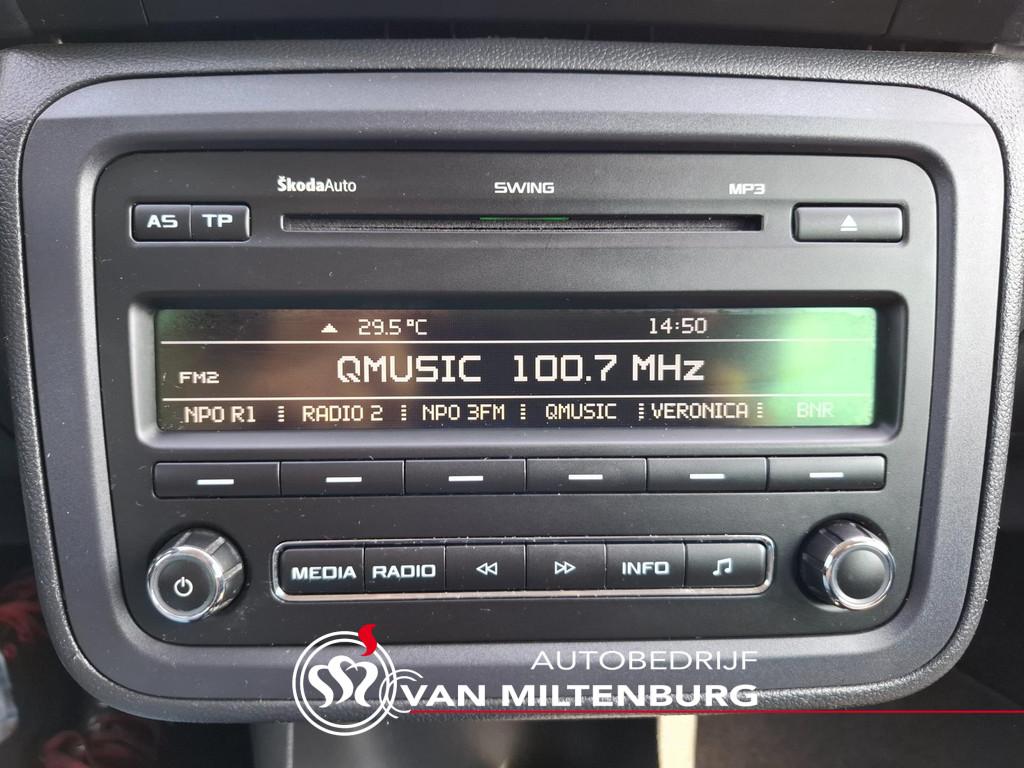 ŠkodaAuto SWING MP3
AS TP
29.5 °C 14:50
FM2 QMUSIC 100.7 MHz
NPO R1 RADIO 2 NPO 3FM QMUSIC VERONICA BNR
MEDIA RADIO INFO
AUTOBEDRIJF
VAN MILTENBURG